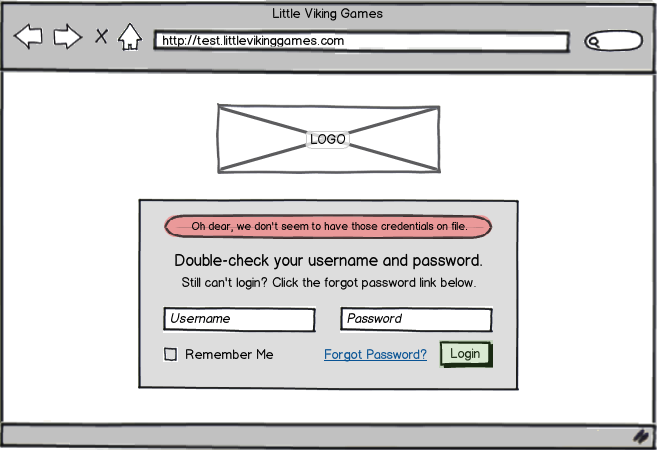 Little Viking Games
http://test.littlevikinggames.com
LOGO
Oh dear, we don't seem to have those credentials on file.
Double-check your username and password.
Still can't login? Click the forgot password link below.
Username
Password
Remember Me
Forgot Password?
Login